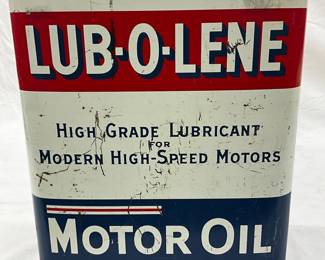 LUB·O·LENE
HIGH GRADE LUBRICANT
FOR
MODERN HIGH-SPEED MOTORS
MOTOR OIL